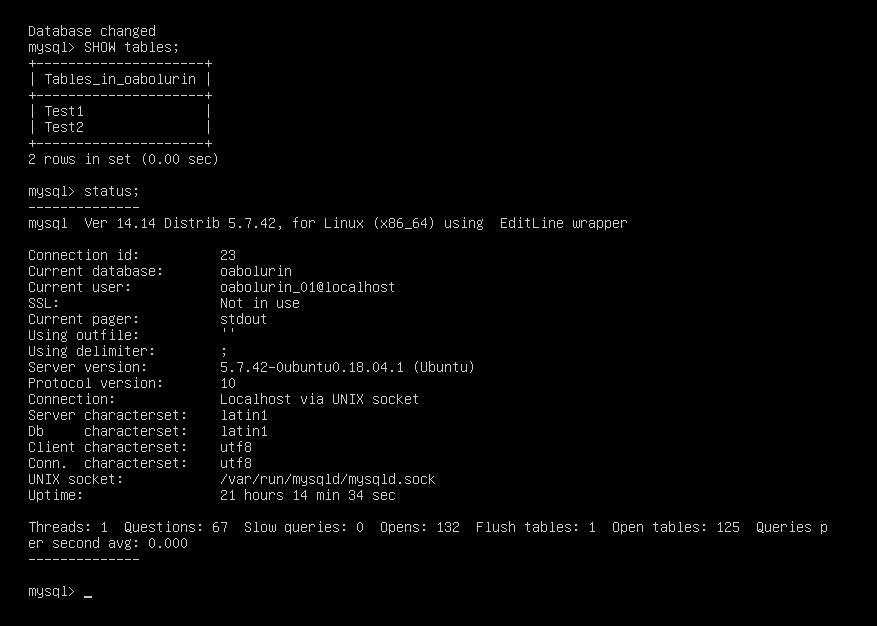 Database changed
mysql> SHOW tables;
+---------------------+
| Tables_in_oabolurin |
+---------------------+
| Test1               |
| Test2               |
+---------------------+
2 rows in set (0.00 sec)
mysql> status;
--------------
mysql  Ver 14.14 Distrib 5.7.42, for Linux (x86_64) using  EditLine wrapper
Connection id:          23
Current database:       oabolurin
Current user:           oabolurin_01@localhost
SSL:                    Not in use
Current pager:          stdout
Using outfile:          ''
Using delimiter:        ;
Server version:         5.7.42-0ubuntu0.18.04.1 (Ubuntu)
Protocol version:       10
Connection:             Localhost via UNIX socket
Server characterset:    latin1
Db     characterset:    latin1
Client characterset:    utf8
Conn.  characterset:    utf8
UNIX socket:            /var/run/mysqld/mysqld.sock
Uptime:                 21 hours 14 min 34 sec
Threads: 1  Questions: 67  Slow queries: 0  Opens: 132  Flush tables: 1  Open tables: 125  Queries p
er second avg: 0.000
--------------
mysql> _